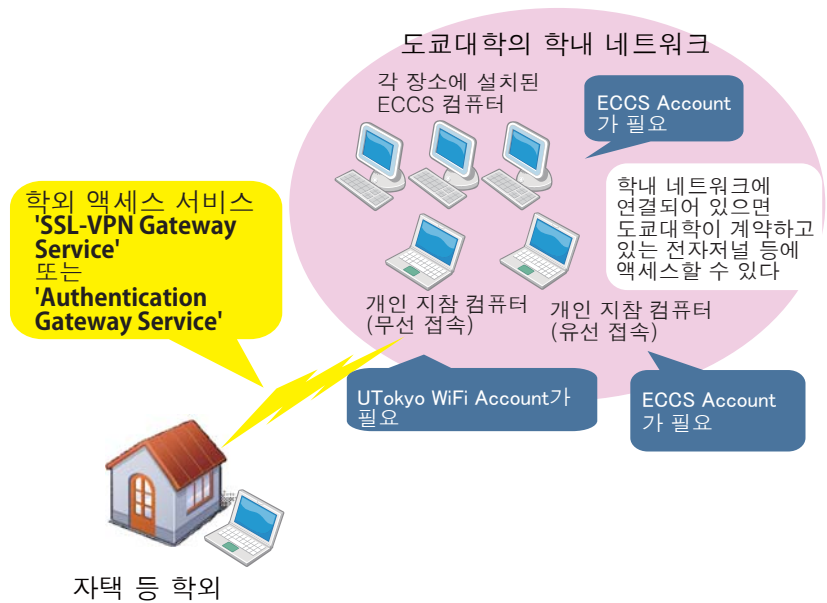 도쿄대학의 학내 네트워크
각 장소에 설치된
ECCS 컴퓨터
ECCS Account
가 필요
학내 네트워크에
연결되어 있으면
도쿄대학이 계약하고
있는 전자저널 등에
액세스할 수 있다
학외 액세스 서비스
'SSL-VPN Gateway
Service'
또는
'Authentication
Gateway Service'
개인 지참 컴퓨터
(무선 접속)
개인 지참 컴퓨터
(유선 접속)
UTokyo WiFi Account가
필요
ECCS Account
가 필요
자택 등 학외